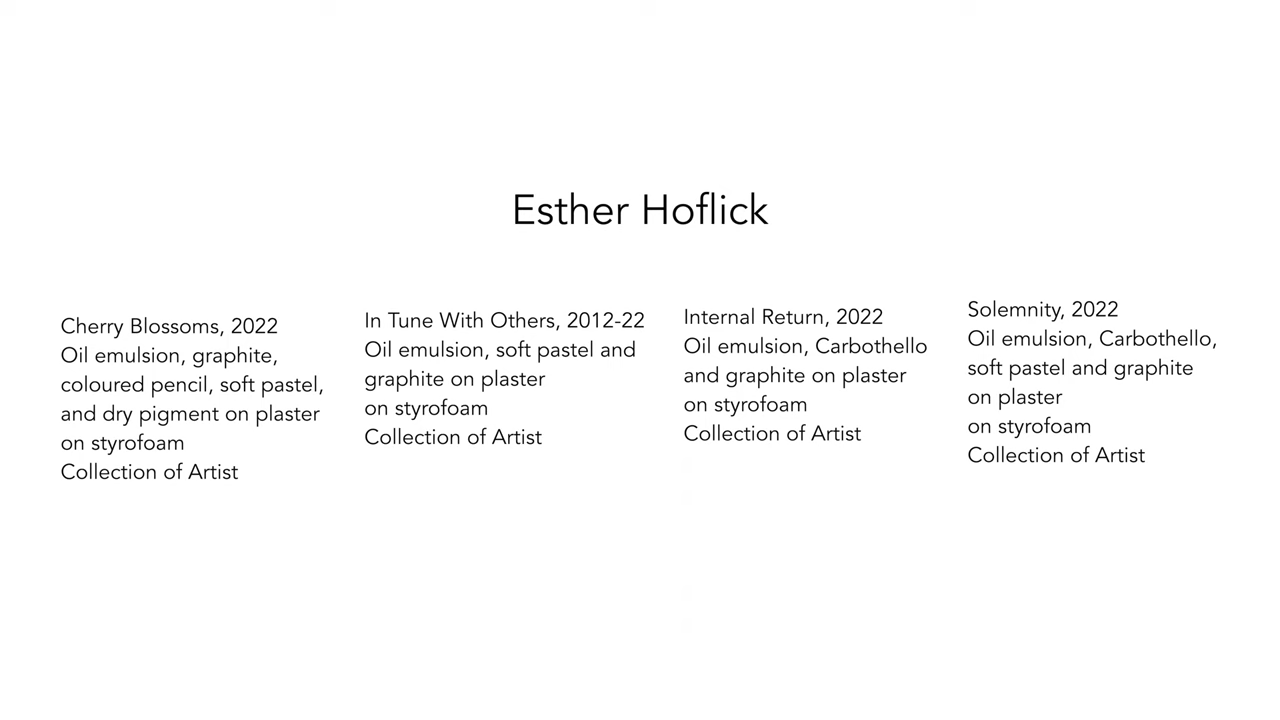 Esther Hoflick
Cherry Blossoms, 2022
Oil emulsion, graphite,
coloured pencil, soft pastel,
and dry pigment on plaster
on styrofoam
Collection of Artist
In Tune With Others, 2012-22
Oil emulsion, soft pastel and
graphite on plaster
on styrofoam
Collection of Artist
Internal Return, 2022
Oil emulsion, Carbothello
and graphite on plaster
on styrofoam
Collection of Artist
Solemnity, 2022
Oil emulsion, Carbothello,
soft pastel and graphite
on plaster
on styrofoam
Collection of Artist